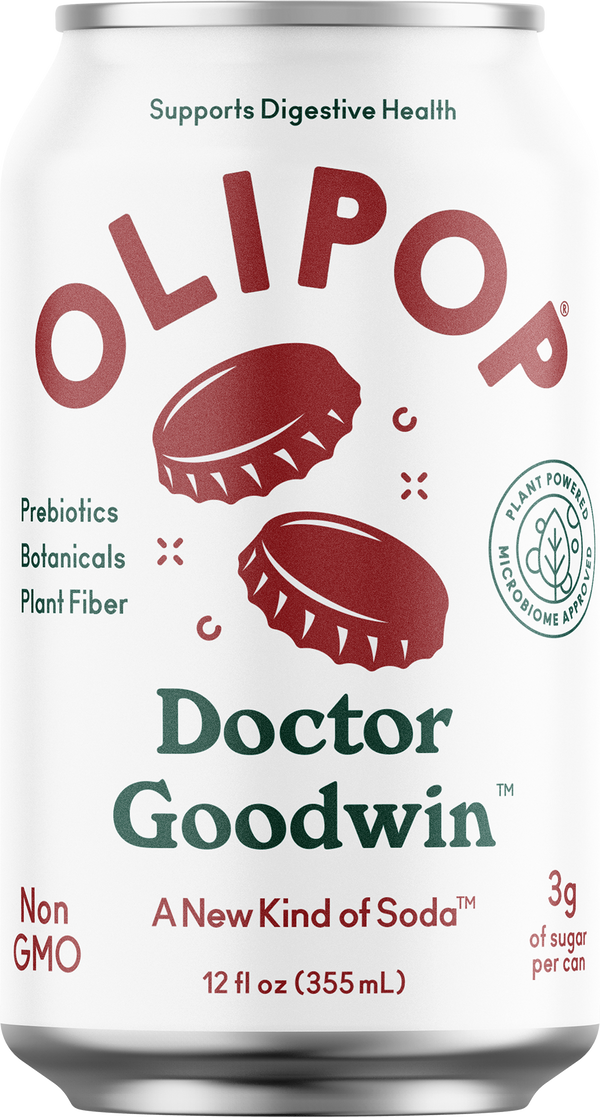 Supports Digestive Health
OLIPOP®
Prebiotics
Botanicals
Plant Fiber
PLANT POWERED
MICROBIOME APPROVED
Doctor
Goodwin™
Non
GMO
A New Kind of Soda™
3g
of sugar
per can
12 fl oz (355 mL)